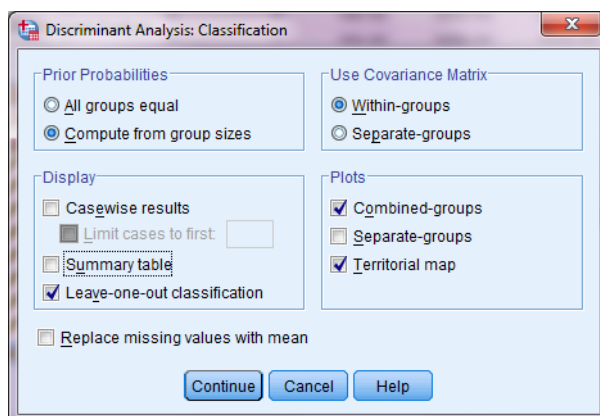 Discriminant Analysis: Classification
Prior Probabilities
All groups equal
Compute from group sizes
Use Covariance Matrix
Within-groups
Separate-groups
Display
Casewise results
Limit cases to first:
Summary table
Leave-one-out classification
Plots
Combined-groups
Separate-groups
Territorial map
Replace missing values with mean
Continue
Cancel
Help